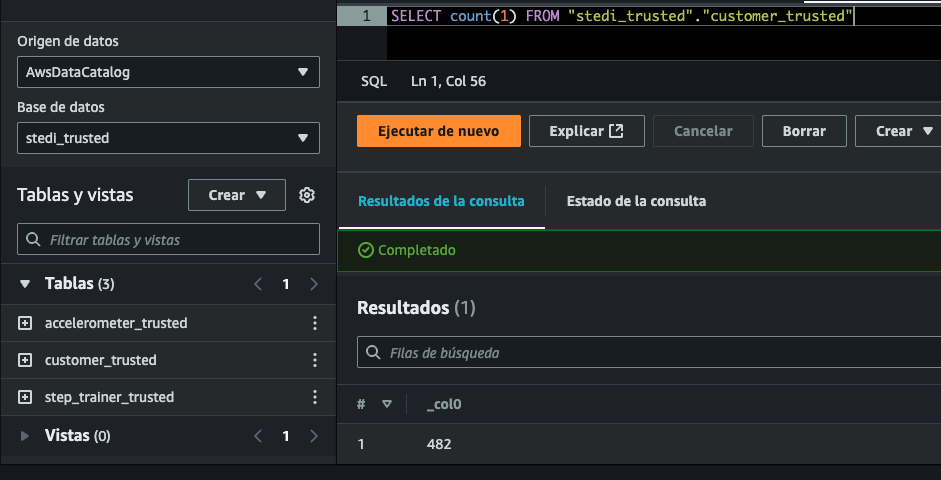 Origen de datos
AwsDataCatalog
Base de datos
stedi_trusted
Tablas y vistas
Crear
Filtrar tablas y vistas
Tablas (3)
1
accelerometer_trusted
customer_trusted
step_trainer_trusted
Vistas (0)
1
1 SELECT count(1) FROM "stedi_trusted"."customer_trusted"
SQL Ln 1, Col 56
Ejecutar de nuevo Explicar Cancelar Borrar Crear
Resultados de la consulta Estado de la consulta
Completado
Resultados (1)
Filas de búsqueda
# _col0
1 482